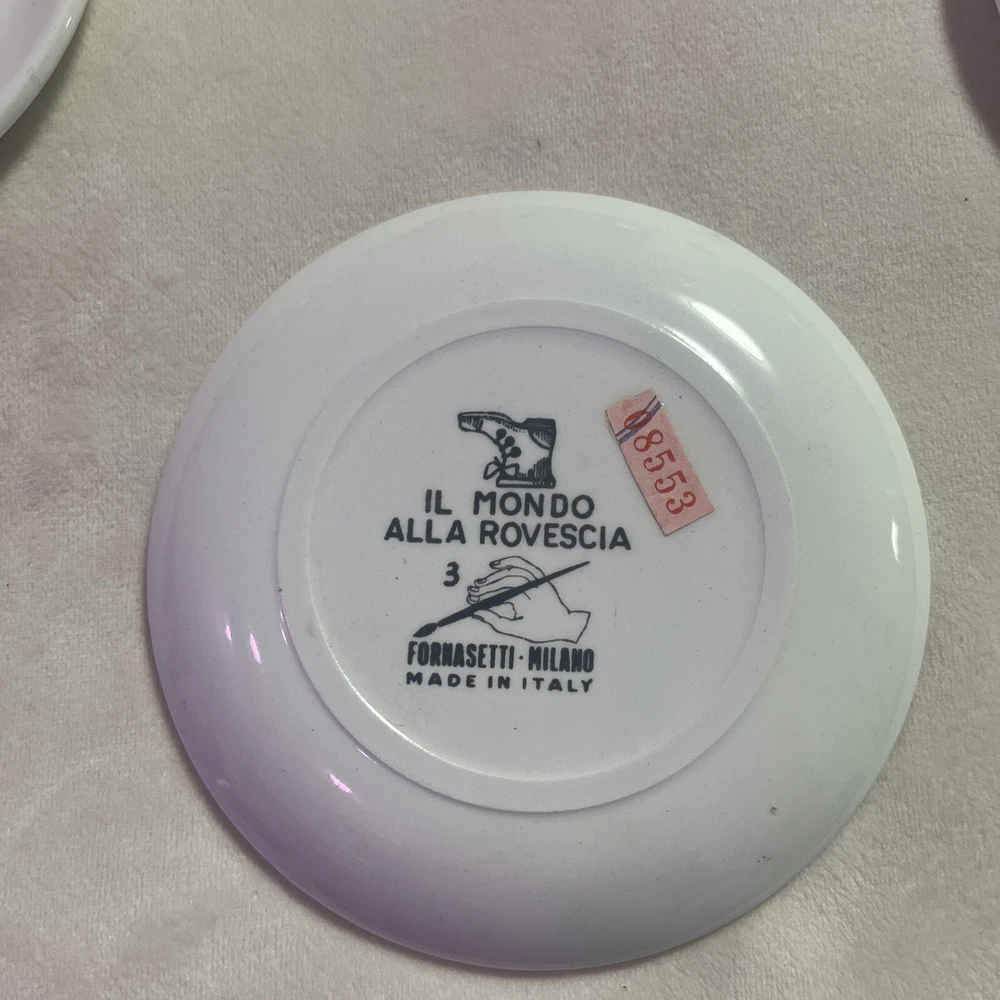 IL MONDO
ALLA ROVESCIA
3
FORNASETTI · MILANO
MADE IN ITALY
08553